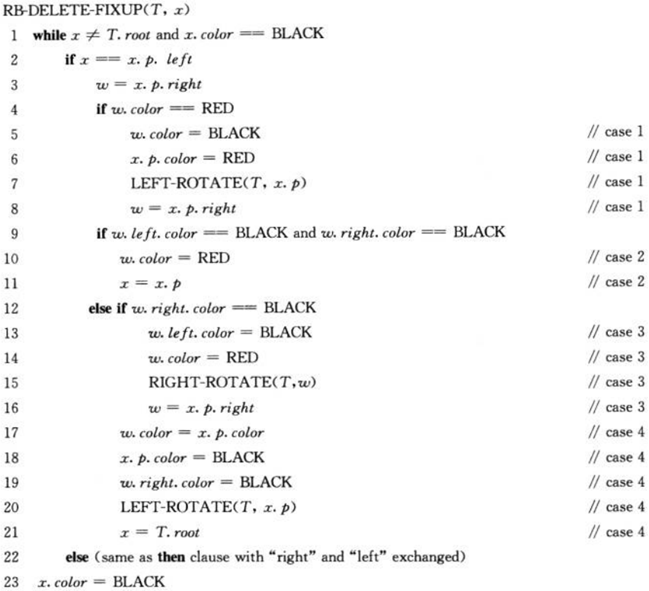 RB-DELETE-FIXUP(T, x)
1 while x ≠ T.root and x.color == BLACK
2 if x == x.p.left
3 w = x.p.right
4 if w.color == RED
5 w.color = BLACK // case 1
6 x.p.color = RED // case 1
7 LEFT-ROTATE(T, x.p) // case 1
8 w = x.p.right // case 1
9 if w.left.color == BLACK and w.right.color == BLACK
10 w.color = RED // case 2
11 x = x.p // case 2
12 else if w.right.color == BLACK
13 w.left.color = BLACK // case 3
14 w.color = RED // case 3
15 RIGHT-ROTATE(T,w) // case 3
16 w = x.p.right // case 3
17 w.color = x.p.color // case 4
18 x.p.color = BLACK // case 4
19 w.right.color = BLACK // case 4
20 LEFT-ROTATE(T, x.p) // case 4
21 x = T.root // case 4
22 else (same as then clause with “right” and “left” exchanged)
23 x.color = BLACK